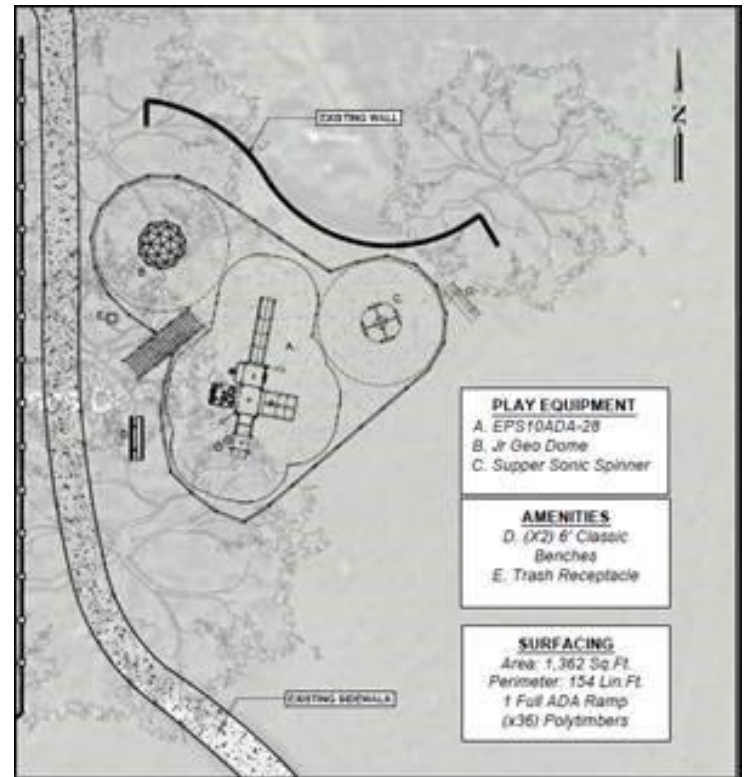 EXISTING WALL
N
B
C
D
E
A
D
PLAY EQUIPMENT
A. EPS10ADA-28
B. Jr Geo Dome
C. Supper Sonic Spinner
AMENITIES
D. (X2) 6' Classic
Benches
E. Trash Receptacle
SURFACING
Area: 1,362 Sq.Ft.
Perimeter: 154 Lin.Ft.
1 Full ADA Ramp
(x36) Polytimbers
EXISTING SIDEWALK